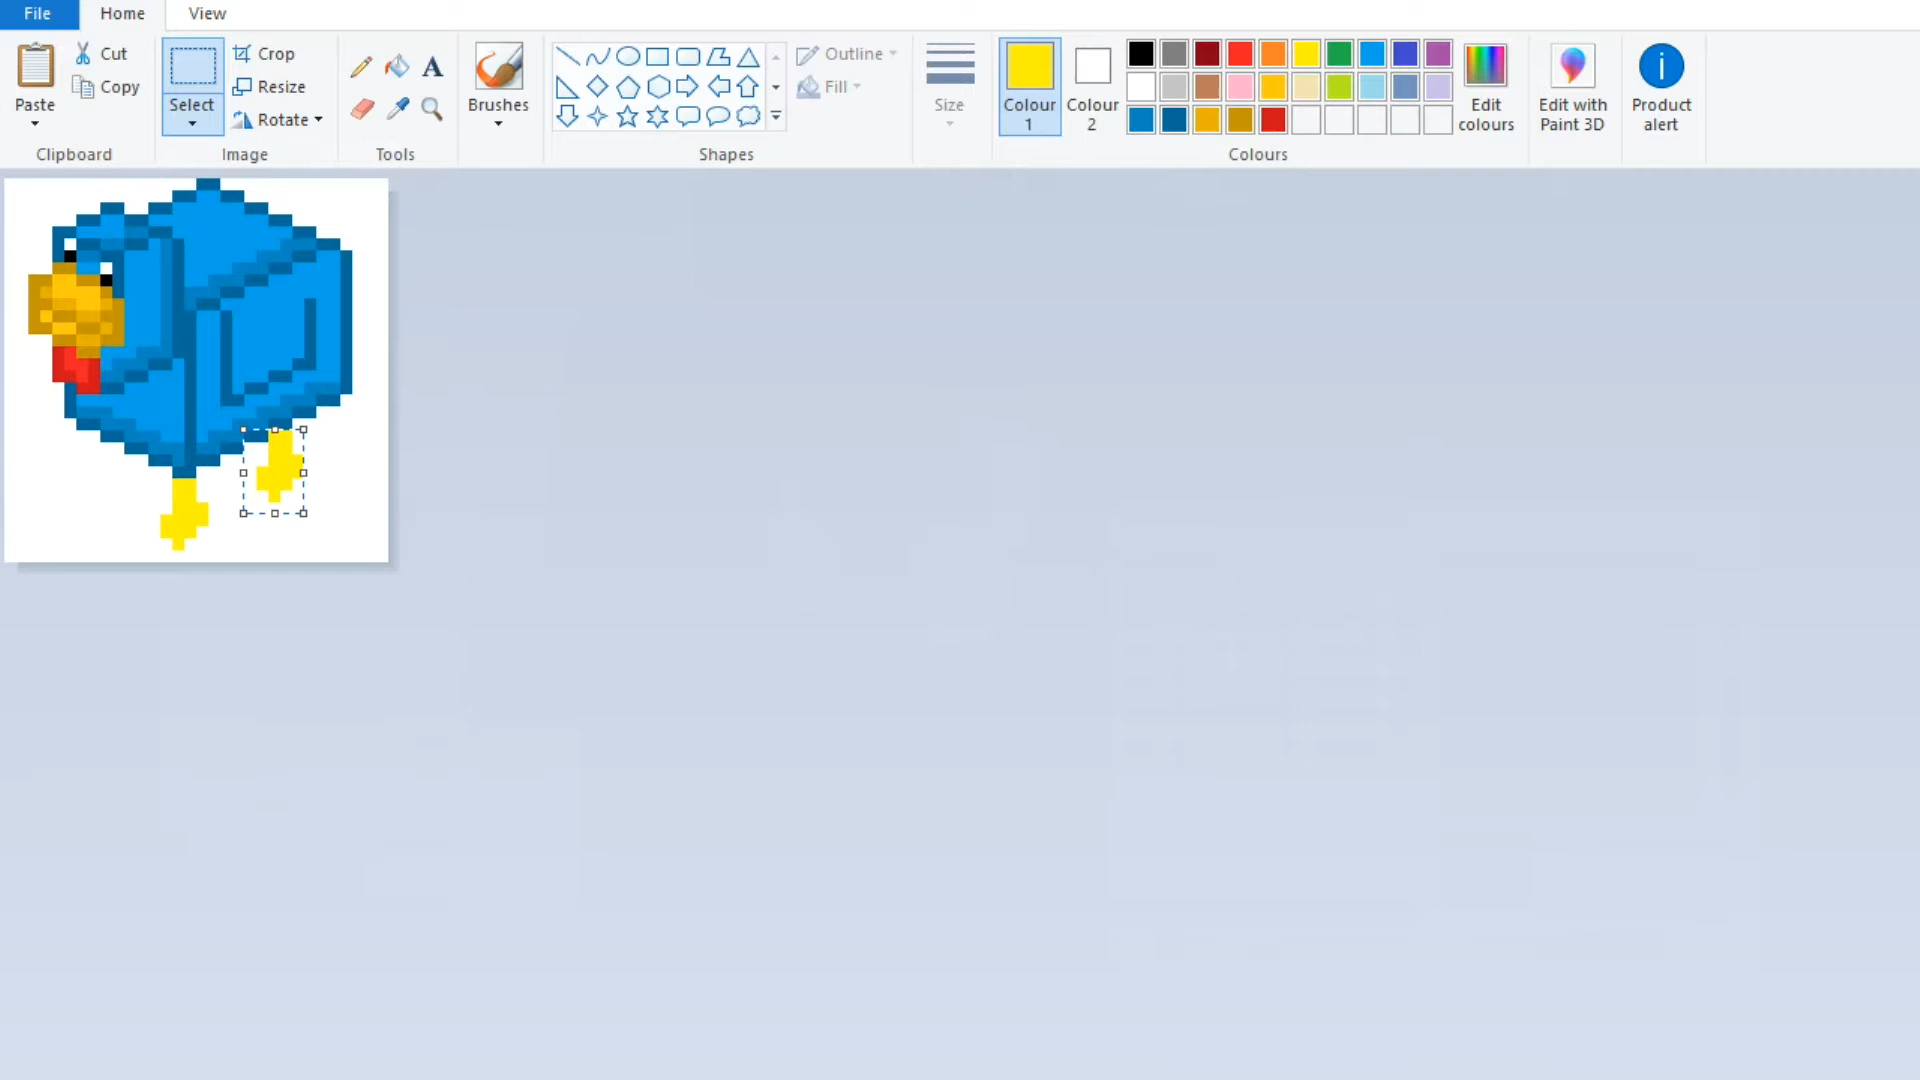 File Home View
Paste
Cut
Copy
Clipboard
Select
Crop
Resize
Rotate
Image
A
Tools
Brushes
Shapes
Outline
Fill
Size
Colour
1
Colour
2
Edit
colours
Colours
Edit with
Paint 3D
i
Product
alert